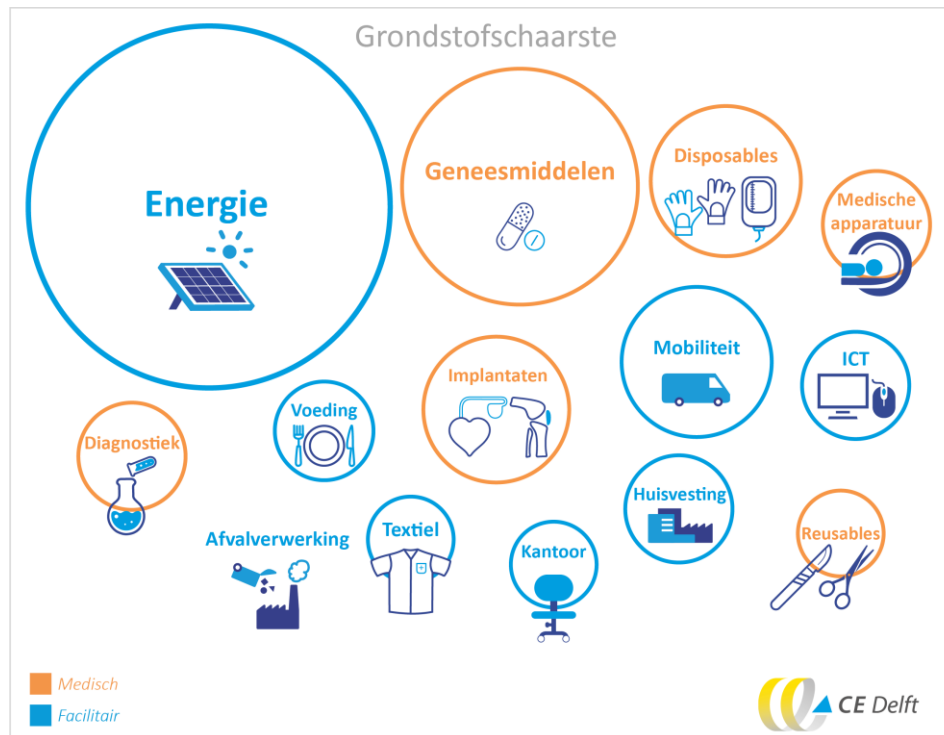 Grondstofschaarste
Energie
Geneesmiddelen
Disposables
Medische
apparatuur
Mobiliteit
ICT
Implantaten
Voeding
Diagnostiek
Huisvesting
Textiel
Afvalverwerking
Kantoor
Reusables
Medisch
Facilitair
CE Delft